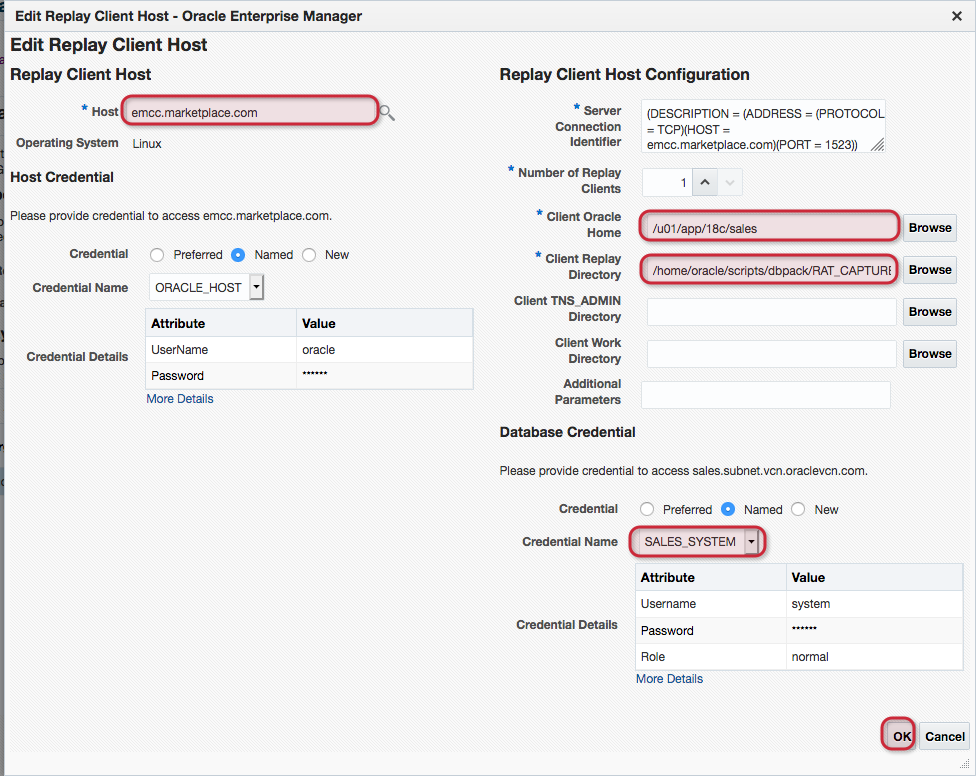 Edit Replay Client Host - Oracle Enterprise Manager
Edit Replay Client Host
Replay Client Host
* Host emcc.marketplace.com
Operating System Linux
Host Credential
Please provide credential to access emcc.marketplace.com.
Credential Preferred Named New
Credential Name ORACLE_HOST
Attribute Value
UserName oracle
Credential Details
Password ******
More Details
Replay Client Host Configuration
* Server
Connection
Identifier
(DESCRIPTION = (ADDRESS = (PROTOCOL
= TCP)(HOST =
emcc.marketplace.com)(PORT = 1523))
* Number of Replay
Clients
1
* Client Oracle
Home
/u01/app/18c/sales
Browse
* Client Replay
Directory
/home/oracle/scripts/dbpack/RAT_CAPTURE
Browse
Client TNS_ADMIN
Directory
Browse
Client Work
Directory
Browse
Additional
Parameters
Database Credential
Please provide credential to access sales.subnet.vcn.oraclevcn.com.
Credential Preferred Named New
Credential Name SALES_SYSTEM
Attribute Value
Username system
Credential Details
Password ******
Role normal
More Details
OK Cancel